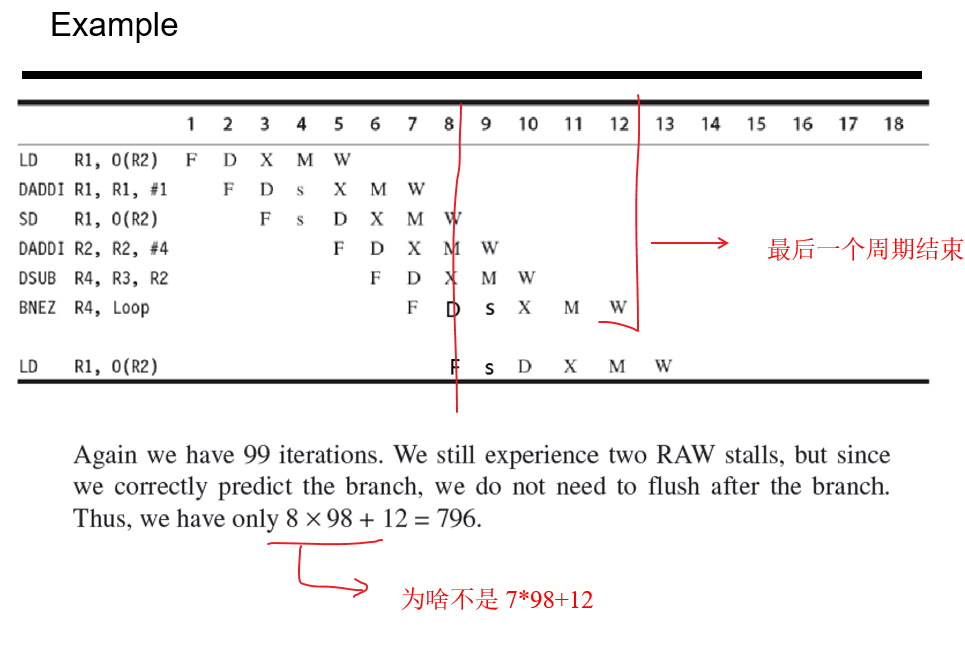 Example
1 2 3 4 5 6 7 8 9 10 11 12 13 14 15 16 17 18
LD R1, 0(R2) F D X M W
DADDI R1, R1, #1 F D s X M W
SD R1, 0(R2) F s D X M W
DADDI R2, R2, #4 F D X M W
DSUB R4, R3, R2 F D X M W
BNEZ R4, Loop F D s X M W
LD R1, 0(R2) F s D X M W
最后一个周期结束
Again we have 99 iterations. We still experience two RAW stalls, but since
we correctly predict the branch, we do not need to flush after the branch.
Thus, we have only 8 × 98 + 12 = 796.
为啥不是 7*98+12